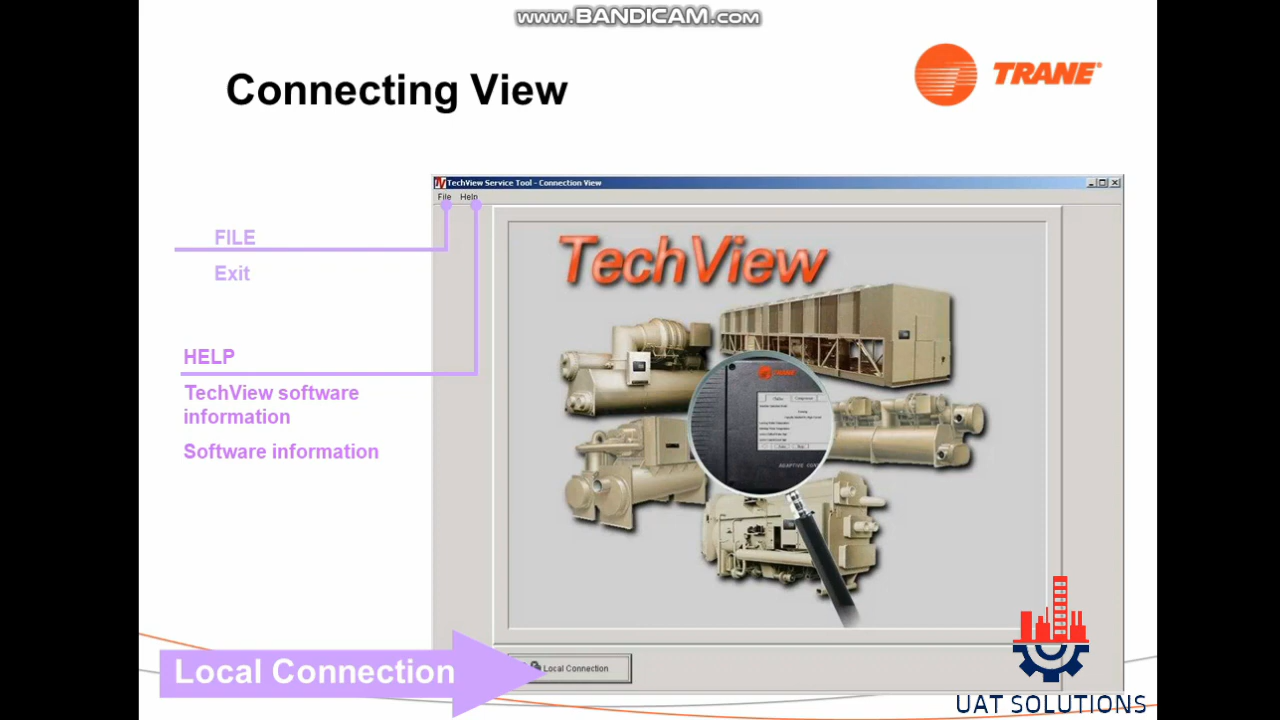 www.BANDICAM.com
Connecting View
TRANE
TechView Service Tool - Connection View
File Help
TechView
FILE
Exit
HELP
TechView software
information
Software information
TRANE
Local Connection
Local Connection
UAT SOLUTIONS